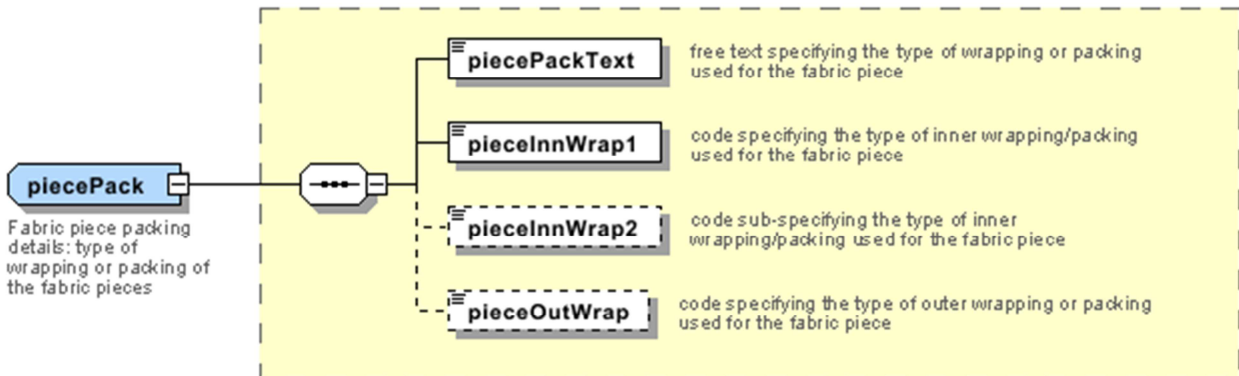 piecePackText
free text specifying the type of wrapping or packing
used for the fabric piece
pieceInnWrap1
code specifying the type of inner wrapping/packing
used for the fabric piece
piecePack
Fabric piece packing
details: type of
wrapping or packing of
the fabric pieces
pieceInnWrap2
code sub-specifying the type of inner
wrapping/packing used for the fabric piece
pieceOutWrap
code specifying the type of outer wrapping or packing
used for the fabric piece